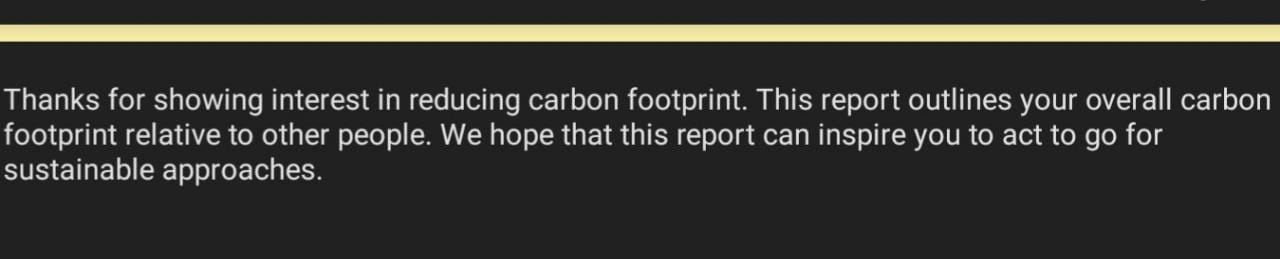 Thanks for showing interest in reducing carbon footprint. This report outlines your overall carbon
footprint relative to other people. We hope that this report can inspire you to act to go for
sustainable approaches.